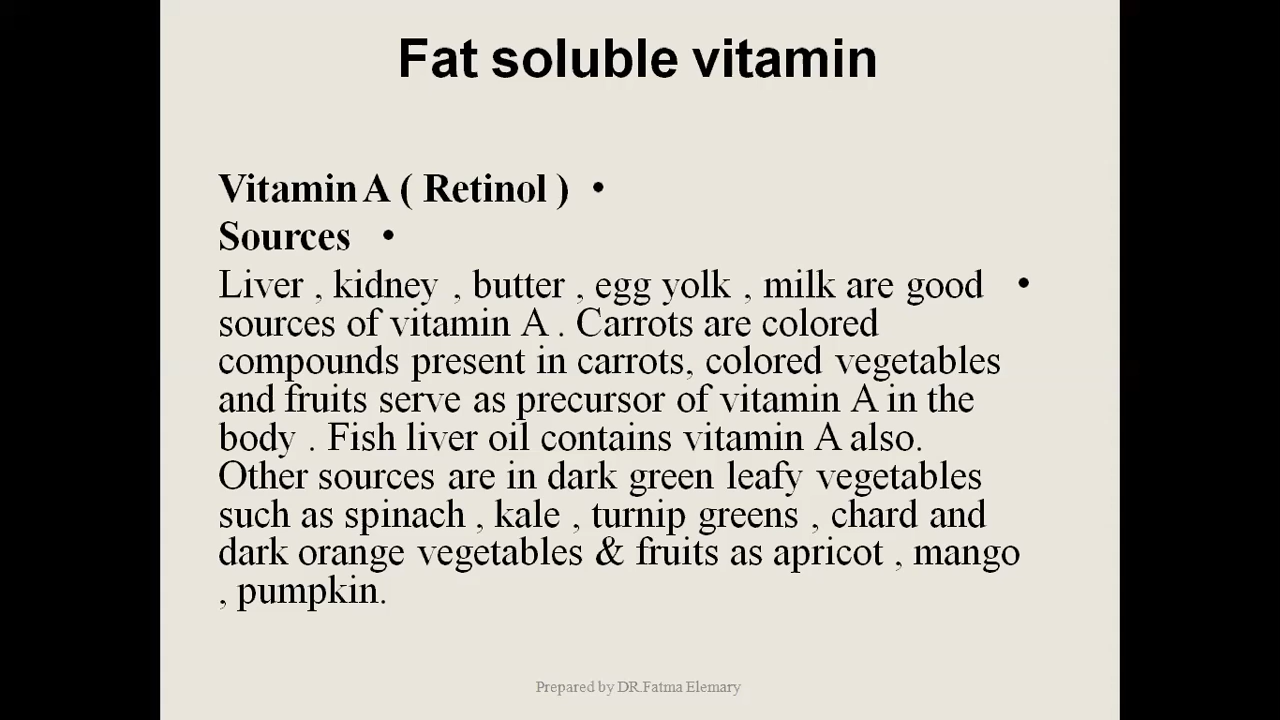 Fat soluble vitamin
Vitamin A ( Retinol ) •
Sources •
Liver , kidney , butter , egg yolk , milk are good •
sources of vitamin A . Carrots are colored
compounds present in carrots, colored vegetables
and fruits serve as precursor of vitamin A in the
body . Fish liver oil contains vitamin A also.
Other sources are in dark green leafy vegetables
such as spinach , kale , turnip greens , chard and
dark orange vegetables & fruits as apricot , mango
, pumpkin.
Prepared by DR.Fatma Elemary